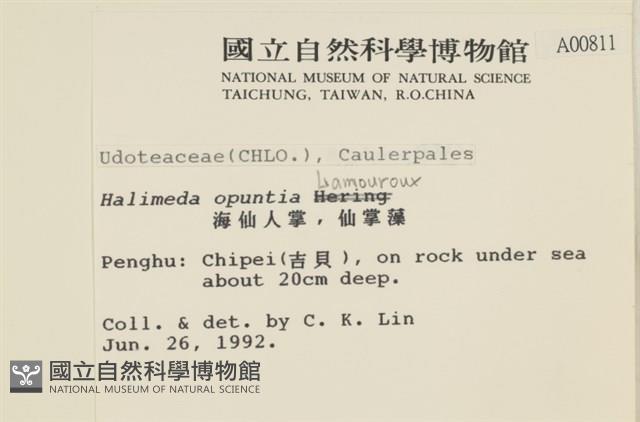 國立自然科學博物館
A00811
NATIONAL MUSEUM OF NATURAL SCIENCE
TAICHUNG, TAIWAN, R.O.CHINA
Udoteaceae(CHLO.), Caulerpales
Lamouroux
Halimeda opuntia Hering
海仙人掌,仙掌藻
Penghu: Chipei(吉貝), on rock under sea
about 20cm deep.
Coll. & det. by C. K. Lin
Jun. 26, 1992.
國立自然科學博物館
NATIONAL MUSEUM OF NATURAL SCIENCE